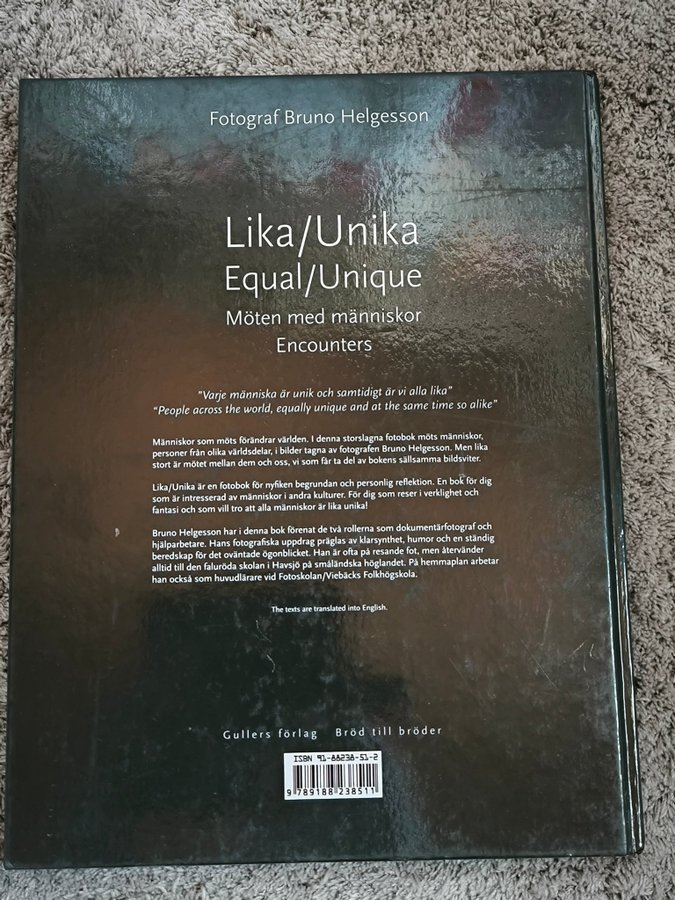 Fotograf Bruno Helgesson
Lika/Unika
Equal/Unique
Möten med människor
Encounters
"Varje människa är unik och samtidigt är vi alla lika"
"People across the world, equally unique and at the same time so alike"
Människor som möts förändrar världen. I denna storslagna fotobok möts människor,
personer från olika världsdelar, i bilder tagna av fotografen Bruno Helgesson. Men lika
stort är mötet mellan dem och oss, vi som får ta del av bokens sällsamma bildsviter.
Lika/Unika är en fotobok för nyfiken begrundan och personlig reflektion. En bok för dig
som är intresserad av människor i andra kulturer. För dig som reser i verklighet och
fantasi och som vill tro att alla människor är lika unika!
Bruno Helgesson har i denna bok förenat de två rollerna som dokumentärfotograf och
hjälparbetare. Hans fotografiska uppdrag präglas av klarsynthet, humor och en ständig
beredskap för det oväntade ögonblicket. Han är ofta på resande fot, men återvänder
alltid till den faluröda skolan i Havsjö på småländska höglandet. På hemmaplan arbetar
han också som huvudlärare vid Fotoskolan/Viebäcks Folkhögskola.
The texts are translated into English.
Gullers förlag Bröd till bröder
ISBN 91-88238-51-2
9 789188 238511